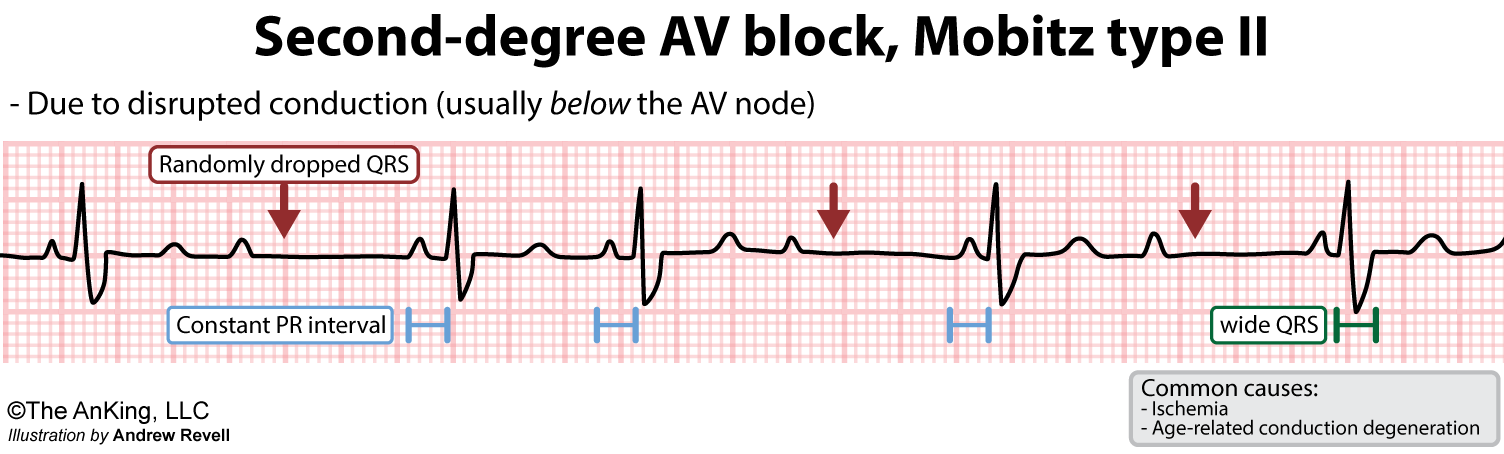 Second-degree AV block, Mobitz type II
- Due to disrupted conduction (usually below the AV node)
Randomly dropped QRS
Constant PR interval
wide QRS
Common causes:
- Ischemia
- Age-related conduction degeneration
©The AnKing, LLC
Illustration by Andrew Revell